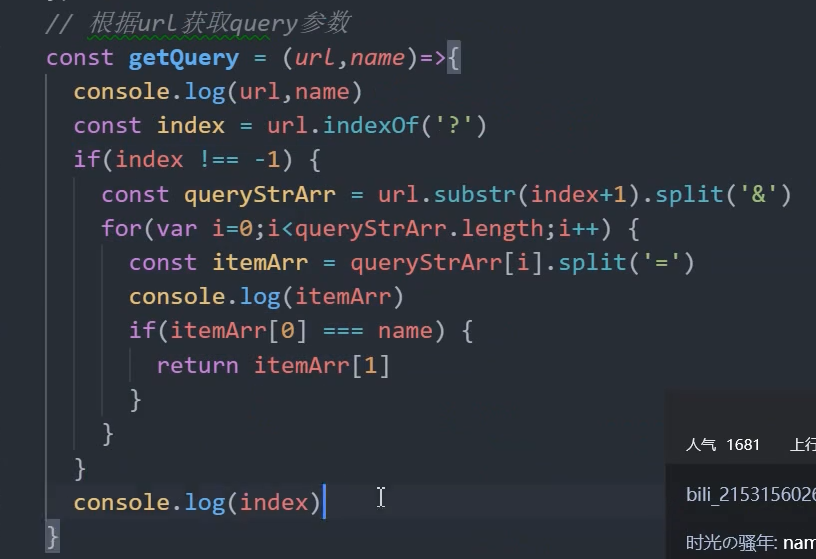 // 根据url获取query参数
const getQuery = (url,name)=>{
console.log(url,name)
const index = url.indexOf('?')
if(index !== -1) {
const queryStrArr = url.substr(index+1).split('&')
for(var i=0;i<queryStrArr.length;i++) {
const itemArr = queryStrArr[i].split('=')
console.log(itemArr)
if(itemArr[0] === name) {
return itemArr[1]
}
}
}
console.log(index)
}
人气 1681 上行
bili_2153156026
时光の骚年: nam